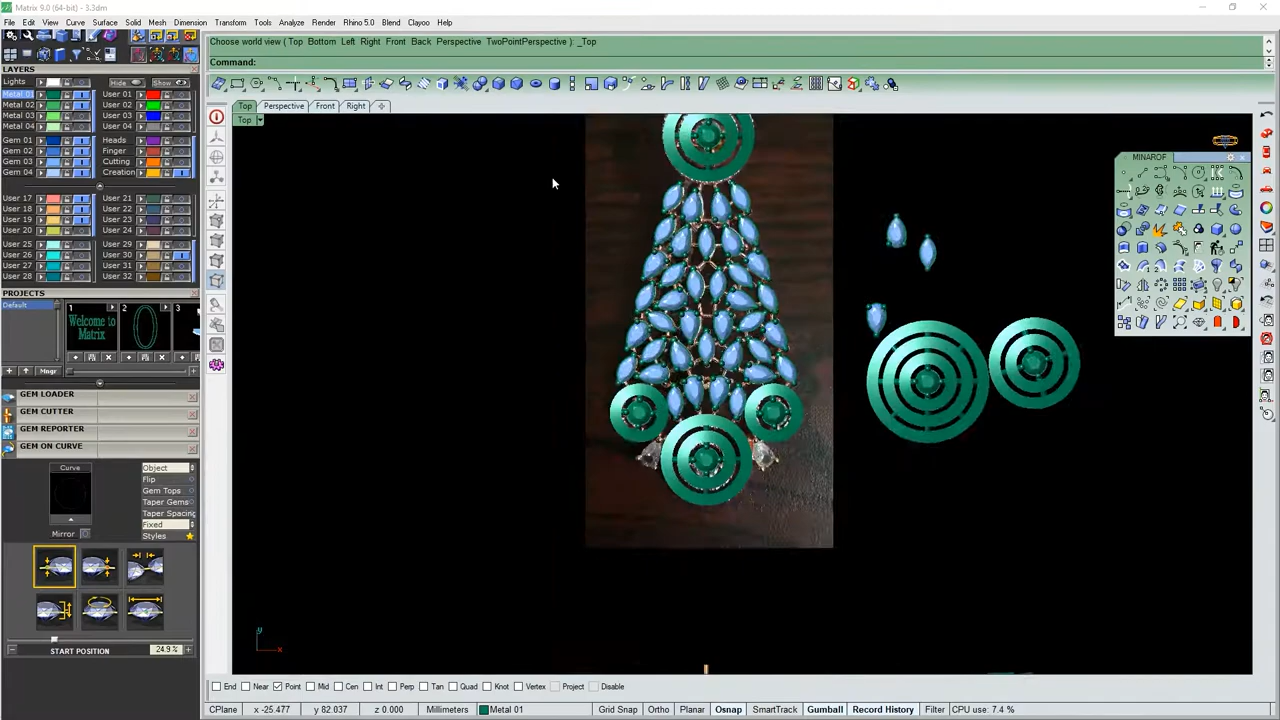 Matrix 9.0 (64-bit) - 3.3dm
File Edit View Curve Surface Solid Mesh Dimension Transform Tools Analyze Render Rhino 5.0 Blend Clayoo Help
Choose world view ( Top Bottom Left Right Front Back Perspective TwoPointPerspective ): _Top
Command:
LAYERS
Lights Hide Show
Metal 01 User 01
Metal 02 User 02
Metal 03 User 03
Metal 04 User 04
Gem 01 Heads
Gem 02 Finger
Gem 03 Cutting
Gem 04 Creation
User 17 User 21
User 18 User 22
User 19 User 23
User 20 User 24
User 25 User 29
User 26 User 30
User 27 User 31
User 28 User 32
PROJECTS
Default
1 2 3
Welcome to Matrix
Mngr
GEM LOADER
GEM CUTTER
GEM REPORTER
GEM ON CURVE
Curve Object
Flip
Gem Tops
Taper Gems
Taper Spacing
Mirror Fixed
Styles
START POSITION 24.9 %
Top Perspective Front Right
Top
MINAROF
y
x
End Near Point Mid Cen Int Perp Tan Quad Knot Vertex Project Disable
CPlane x -25.477 y 82.037 z 0.000 Millimeters Metal 01 Grid Snap Ortho Planar Osnap SmartTrack Gumball Record History Filter CPU use: 7.4 %